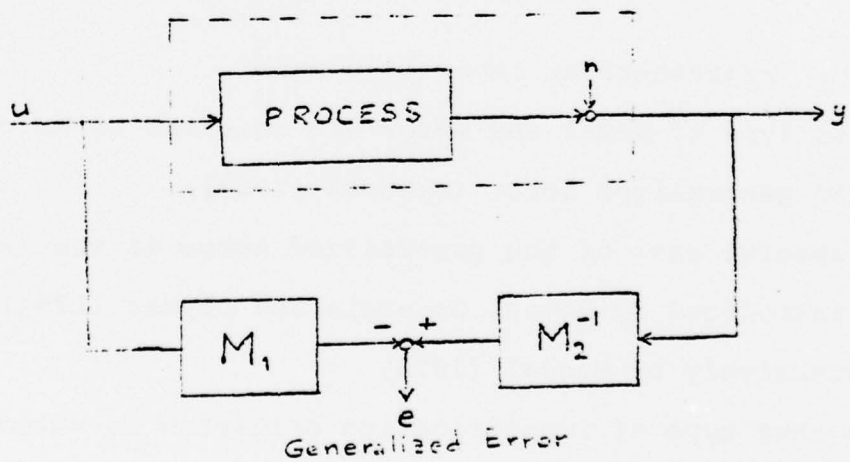 n
u
PROCESS
y
M₁
- +
M₂⁻¹
e
Generalized Error